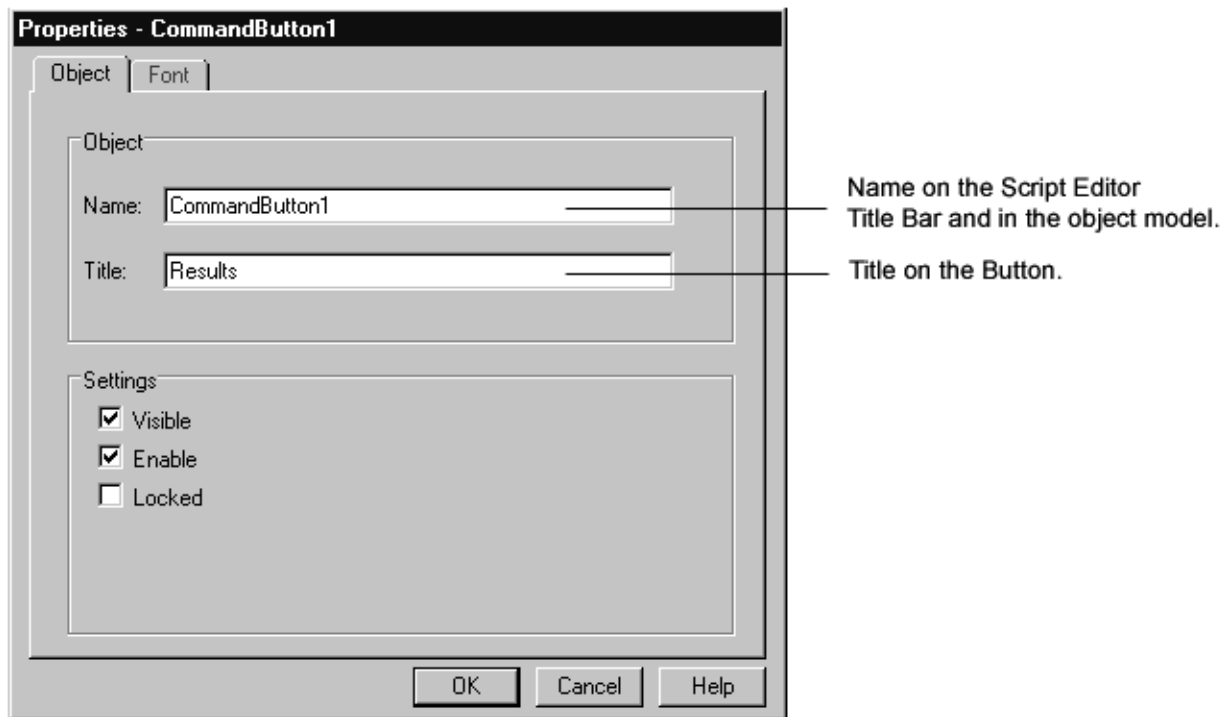 Properties - CommandButton1
Object
Font
Object
Name:
CommandButton1
Name on the Script Editor
Title Bar and in the object model.
Title:
Results
Title on the Button.
Settings
Visible
Enable
Locked
OK
Cancel
Help